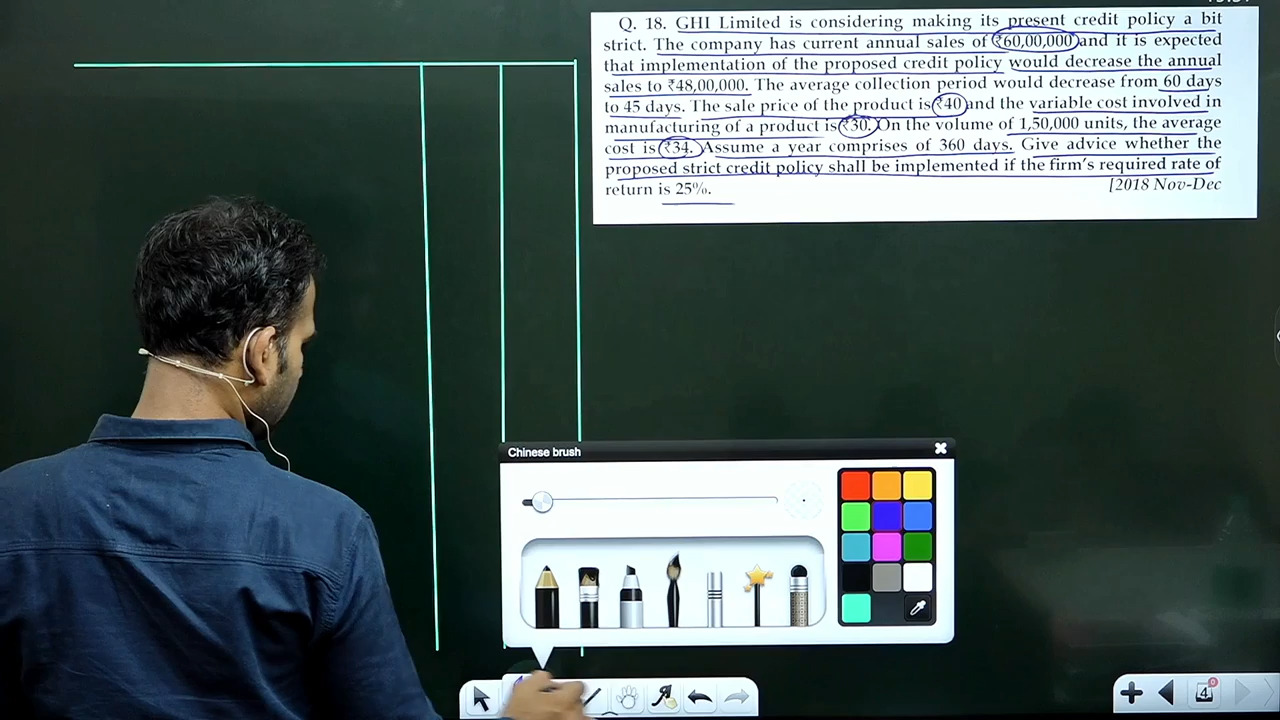 Q. 18. GHI Limited is considering making its present credit policy a bit
strict. The company has current annual sales of ₹60,00,000 and it is expected
that implementation of the proposed credit policy would decrease the annual
sales to ₹48,00,000. The average collection period would decrease from 60 days
to 45 days. The sale price of the product is ₹40 and the variable cost involved in
manufacturing of a product is ₹30. On the volume of 1,50,000 units, the average
cost is ₹34. Assume a year comprises of 360 days. Give advice whether the
proposed strict credit policy shall be implemented if the firm's required rate of
return is 25%. [2018 Nov-Dec
Chinese brush
4
0